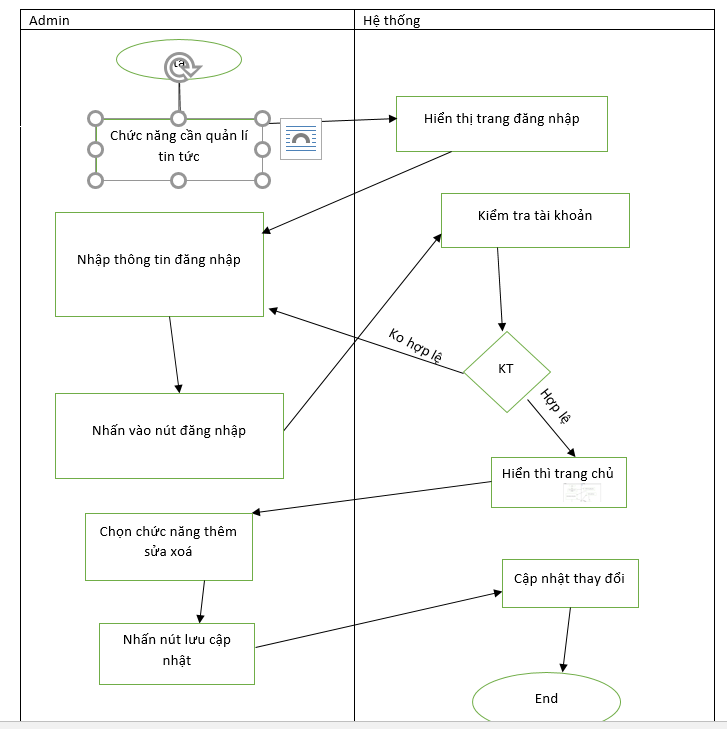 Admin
Hệ thống
Chức năng cần quản lí
tin tức
Hiển thị trang đăng nhập
Kiểm tra tài khoản
Nhập thông tin đăng nhập
Ko hợp lệ
KT
Hợp lệ
Nhấn vào nút đăng nhập
Hiển thì trang chủ
Chọn chức năng thêm
sửa xoá
Cập nhật thay đổi
Nhấn nút lưu cập
nhật
End